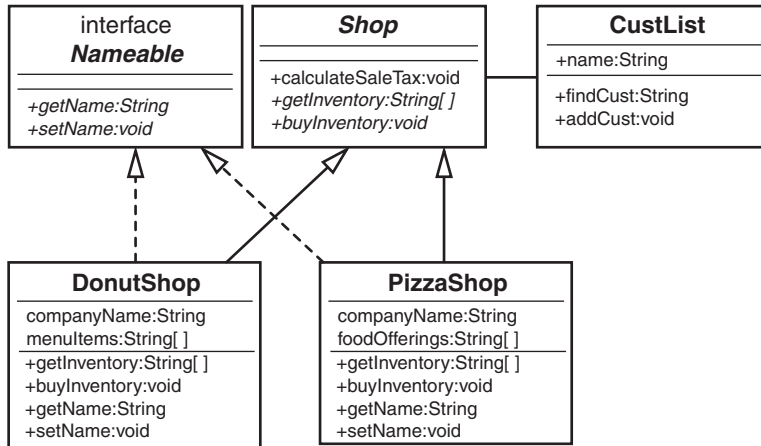 interface
Nameable
+getName:String
+setName:void
Shop
+calculateSaleTax:void
+getInventory:String[ ]
+buyInventory:void
CustList
+name:String
+findCust:String
+addCust:void
DonutShop
companyName:String
menuItems:String[ ]
+getInventory:String[ ]
+buyInventory:void
+getName:String
+setName:void
PizzaShop
companyName:String
foodOfferings:String[ ]
+getInventory:String[ ]
+buyInventory:void
+getName:String
+setName:void